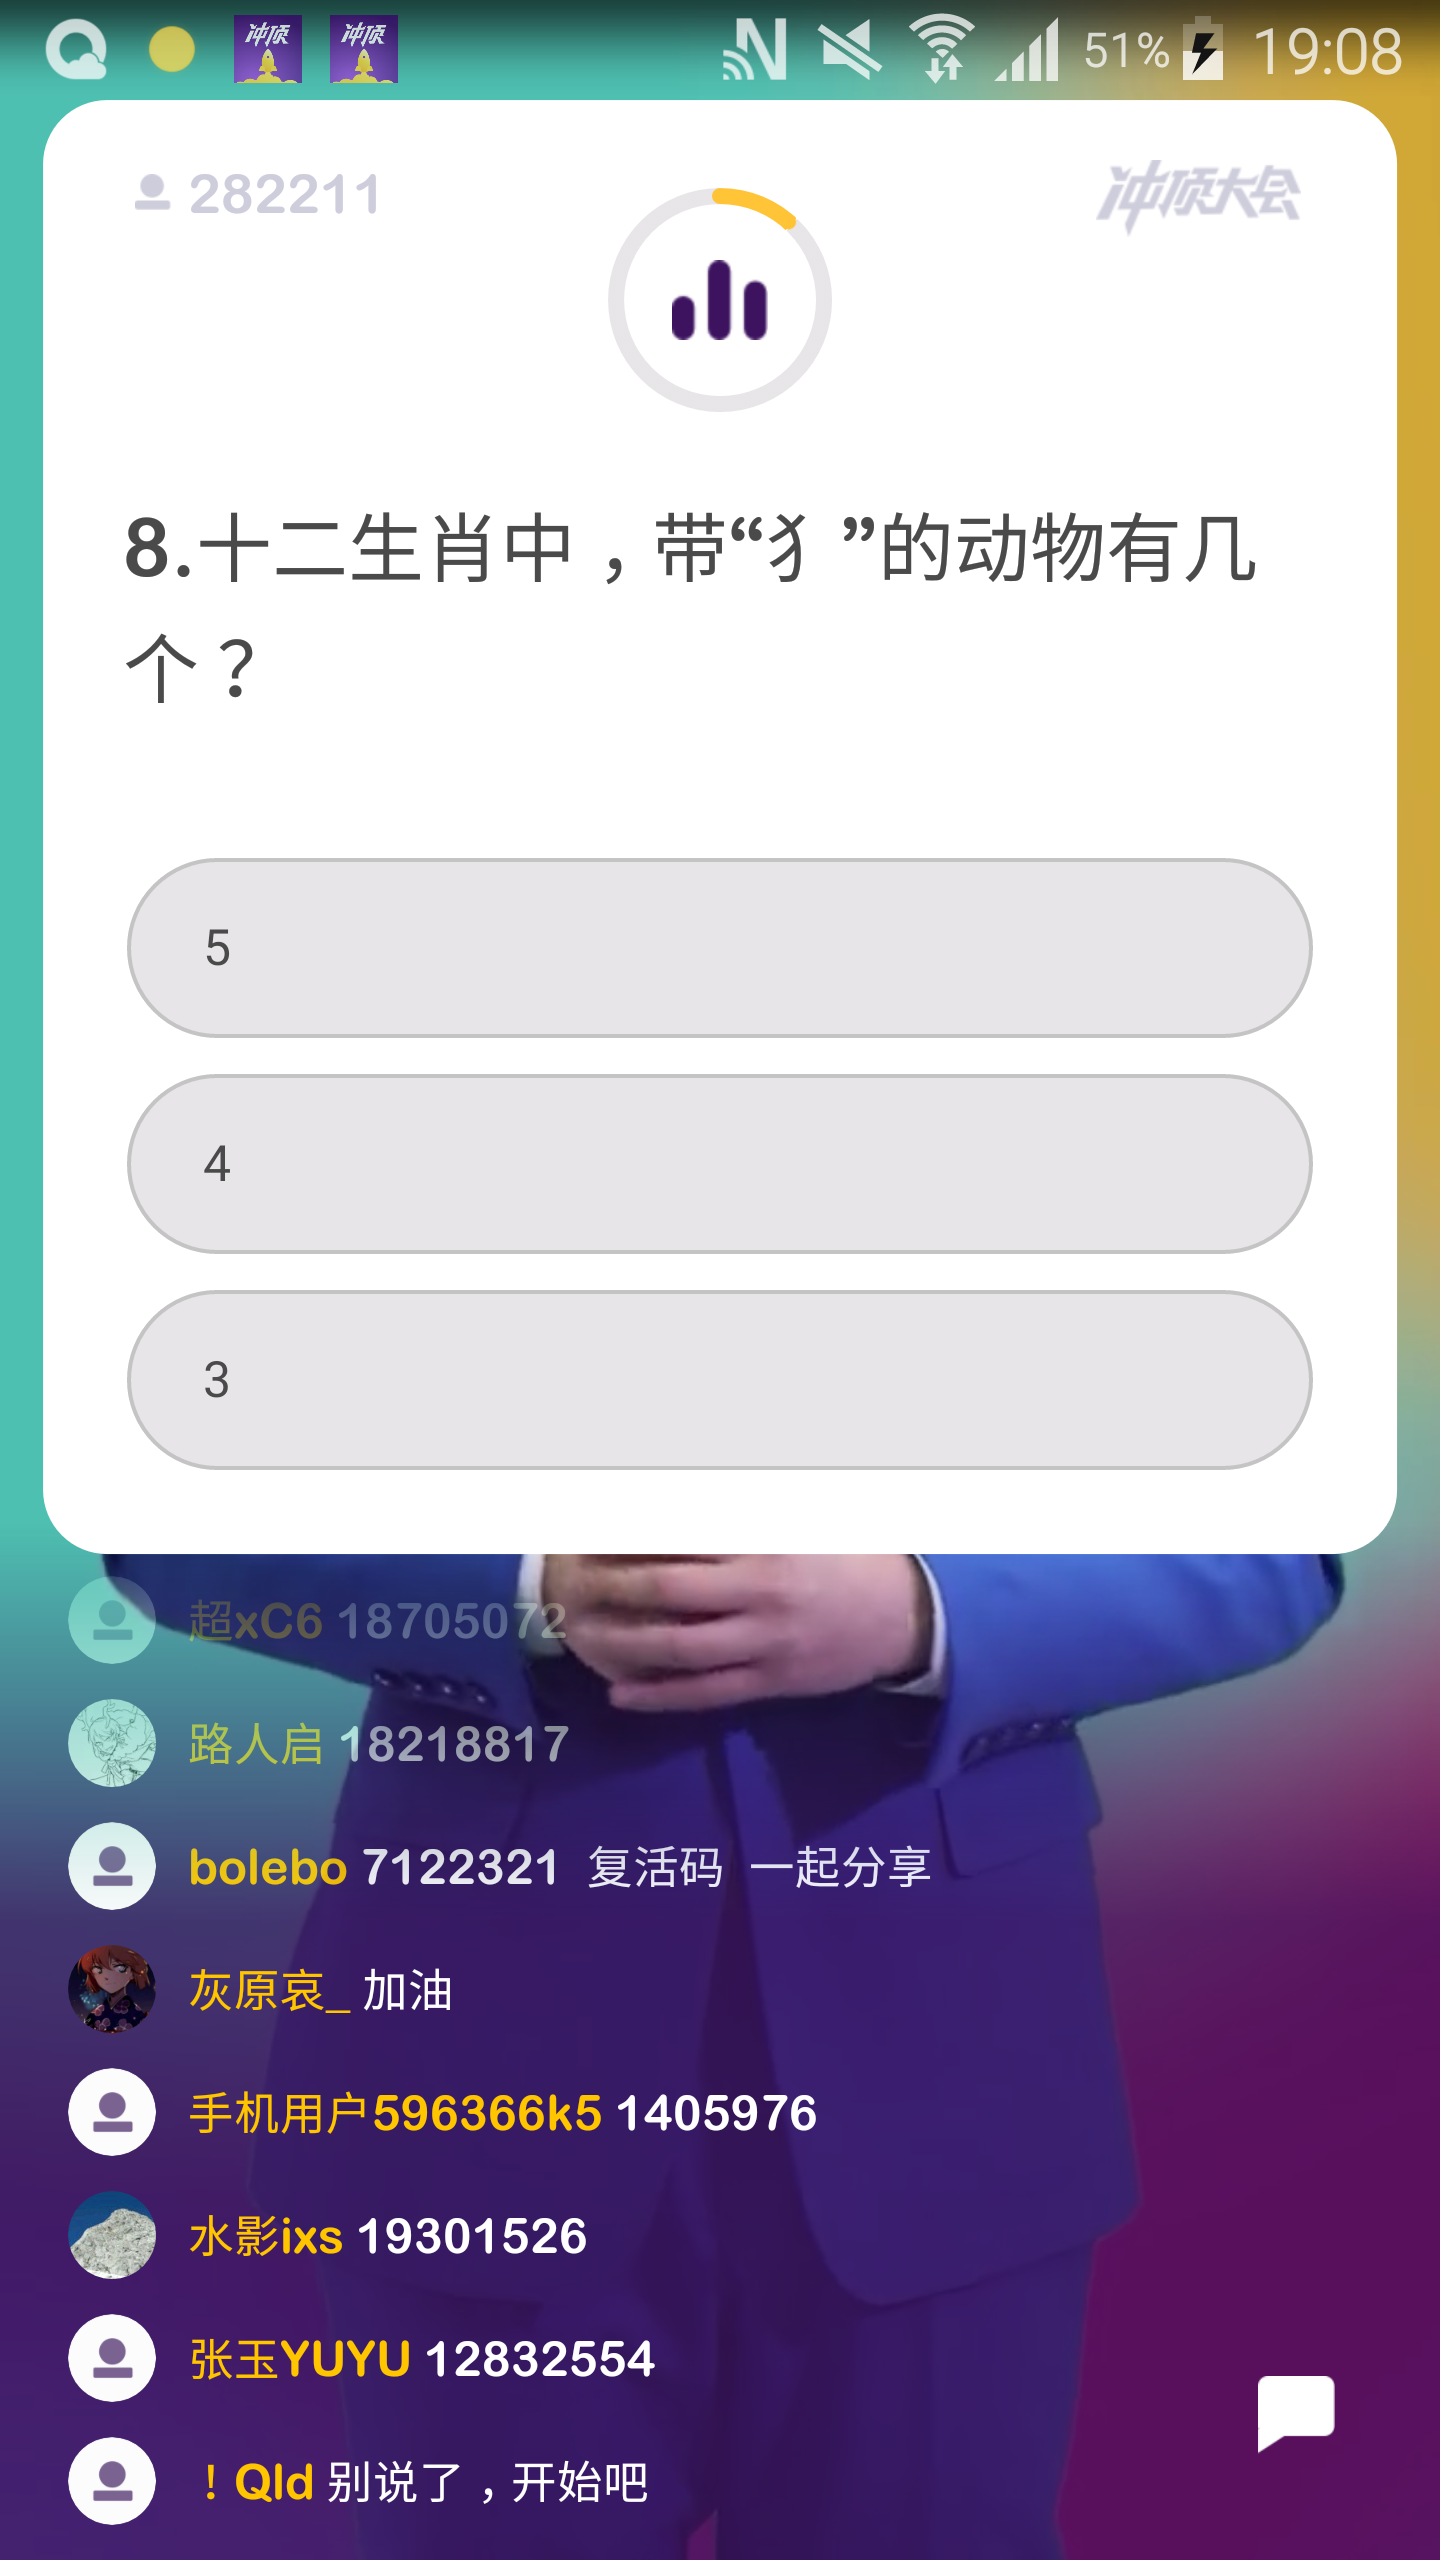 冲顶 冲顶 51% 19:08
282211 冲顶大会
8.十二生肖中，带“犭”的动物有几
个？
5
4
3
超xC6 18705072
路人启 18218817
bolebo 7122321 复活码 一起分享
灰原哀_ 加油
手机用户596366k5 1405976
水影ixs 19301526
张玉YUYU 12832554
！Qld 别说了，开始吧